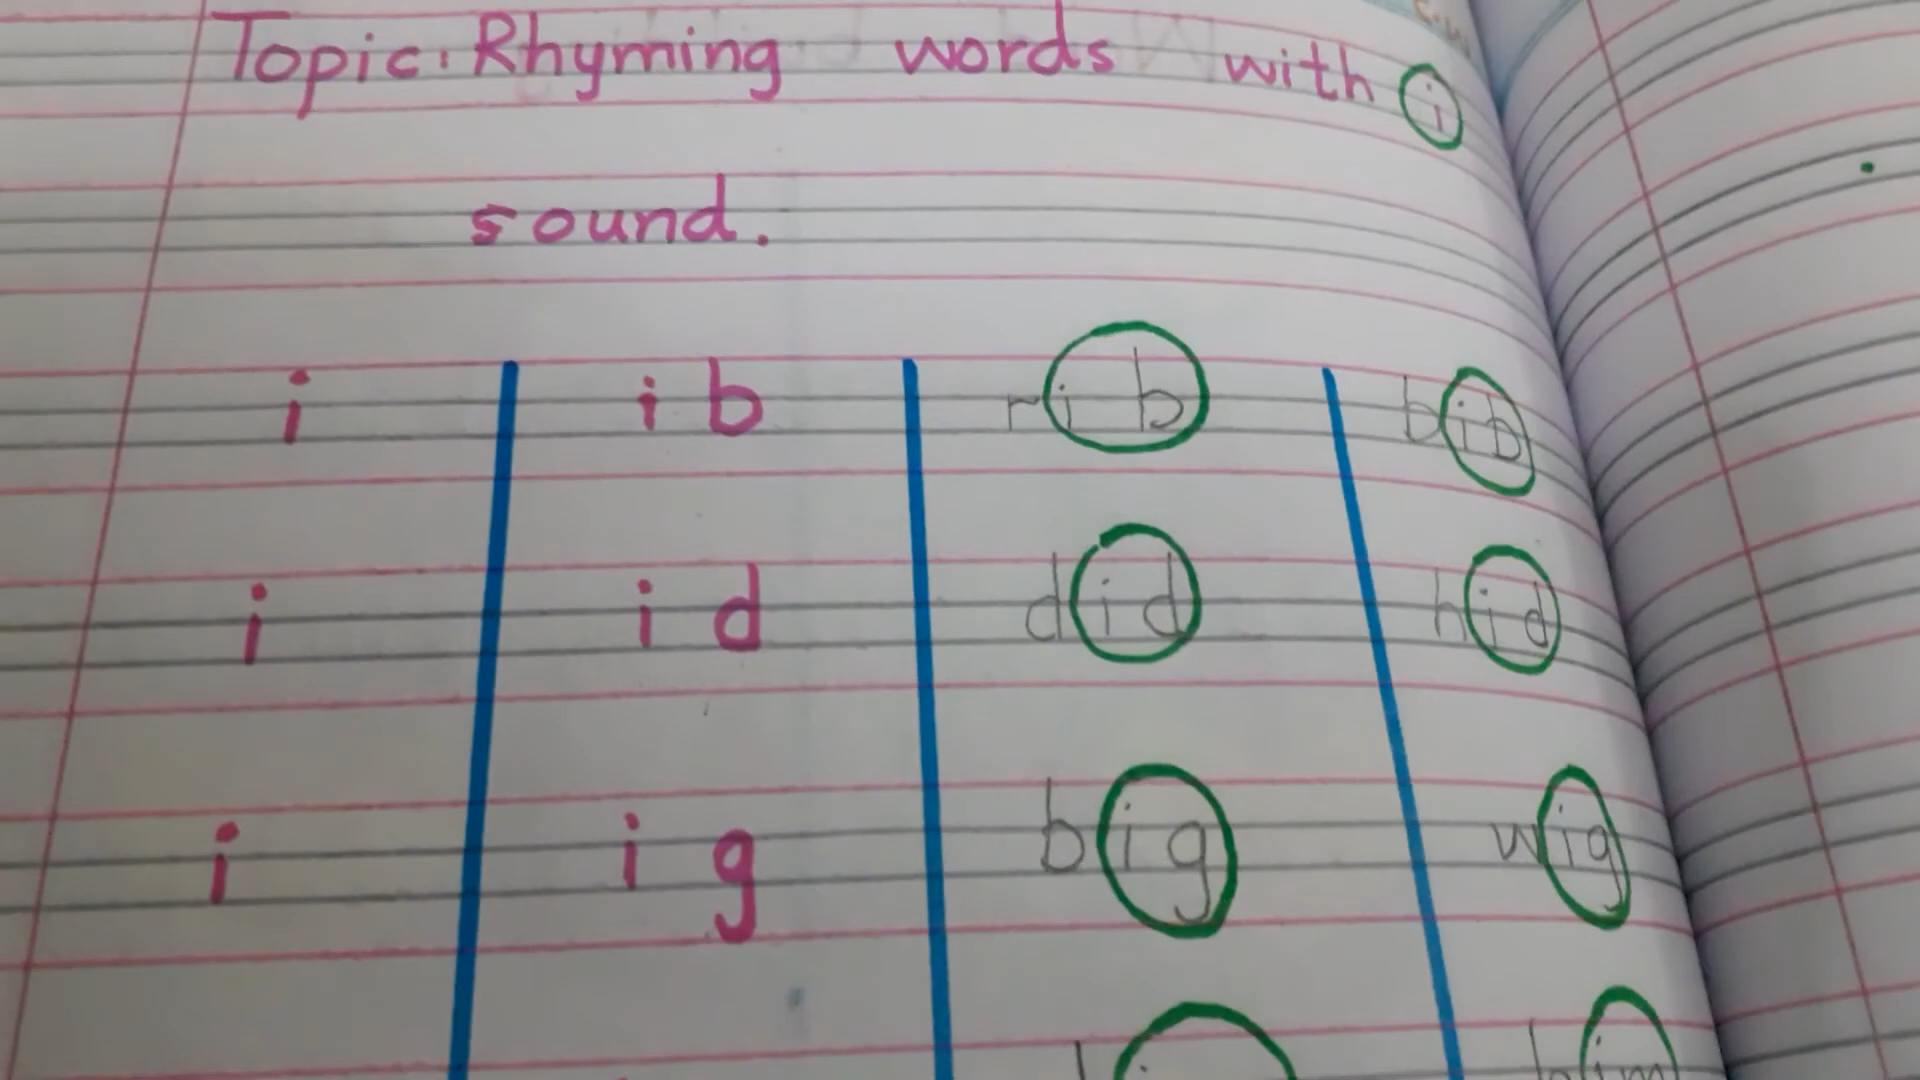 Topic: Rhyming words with i
sound.
i ib rib bib
i id did hid
i ig big wig